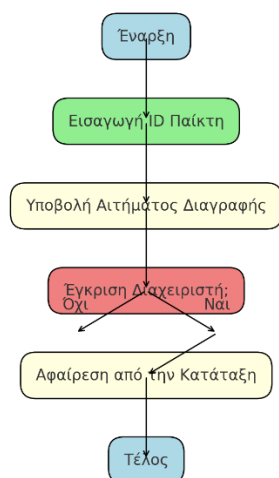 Έναρξη
Εισαγωγή ID Παίκτη
Υποβολή Αιτήματος Διαγραφής
Έγκριση Διαχειριστή;
Όχι Ναι
Αφαίρεση από την Κατάταξη
Τέλος